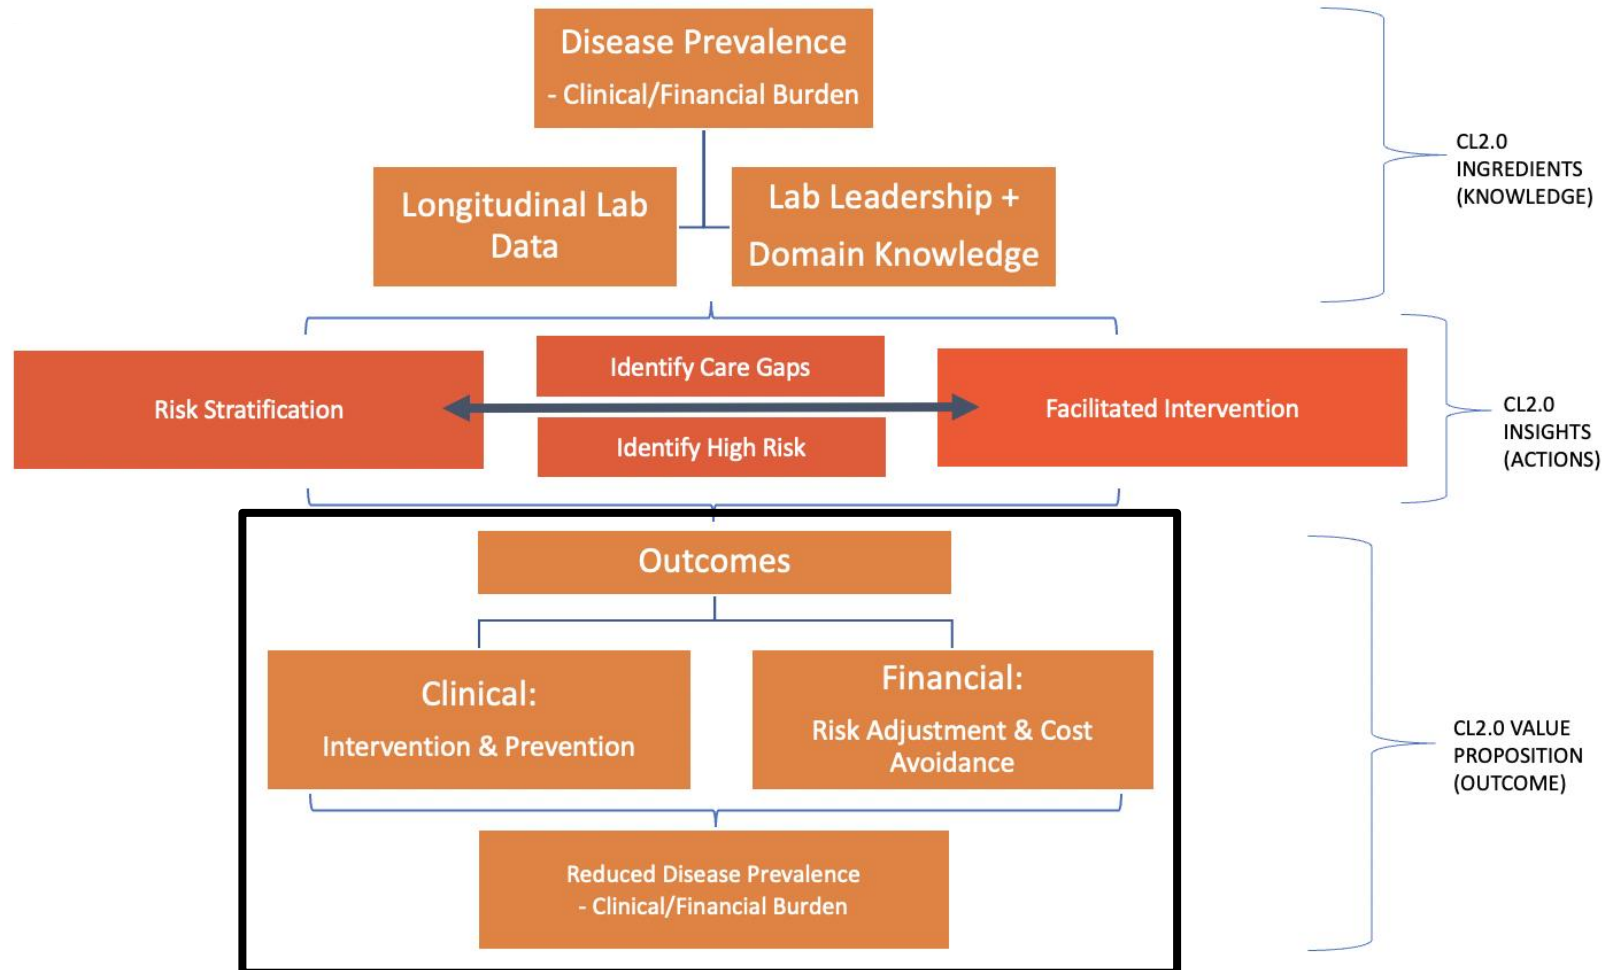 Disease Prevalence
- Clinical/Financial Burden
CL2.0
INGREDIENTS
(KNOWLEDGE)
Longitudinal Lab
Data
Lab Leadership +
Domain Knowledge
Risk Stratification
Identify Care Gaps
Identify High Risk
Facilitated Intervention
CL2.0
INSIGHTS
(ACTIONS)
Outcomes
Clinical:
Intervention & Prevention
Financial:
Risk Adjustment & Cost
Avoidance
CL2.0 VALUE
PROPOSITION
(OUTCOME)
Reduced Disease Prevalence
- Clinical/Financial Burden